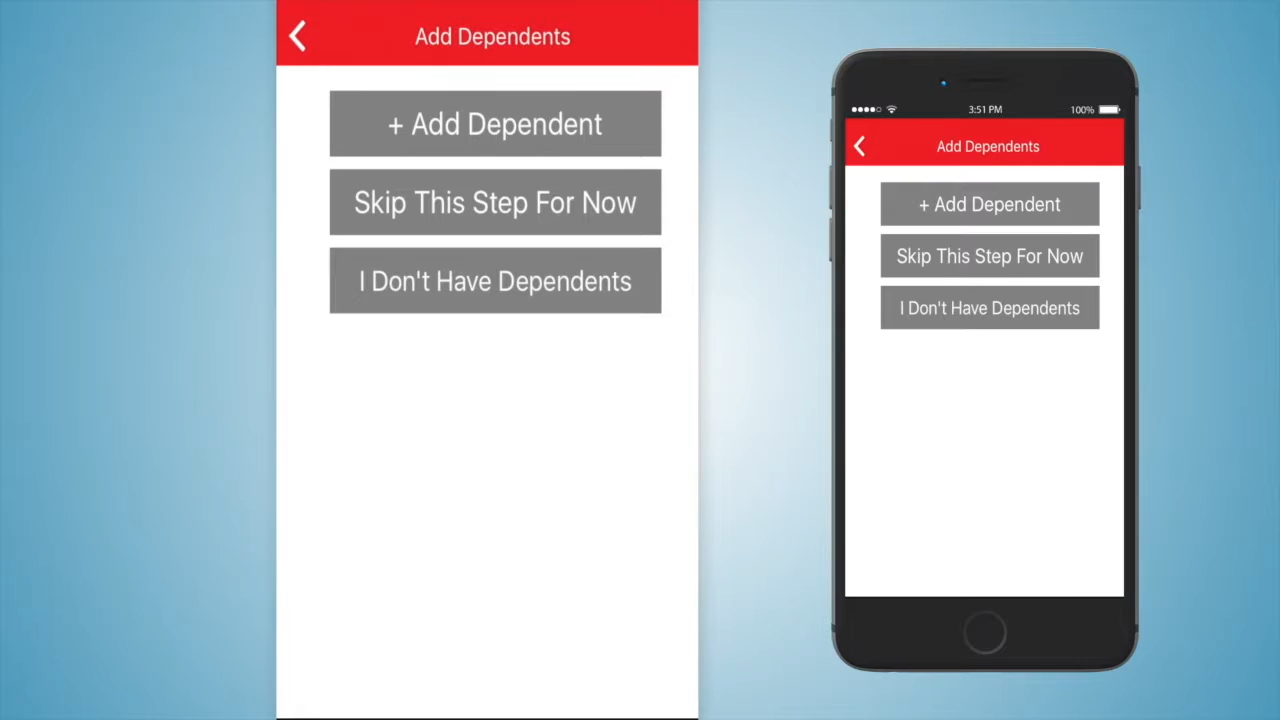 Add Dependents
+ Add Dependent
Skip This Step For Now
I Don't Have Dependents
3:51 PM
100%
Add Dependents
+ Add Dependent
Skip This Step For Now
I Don't Have Dependents